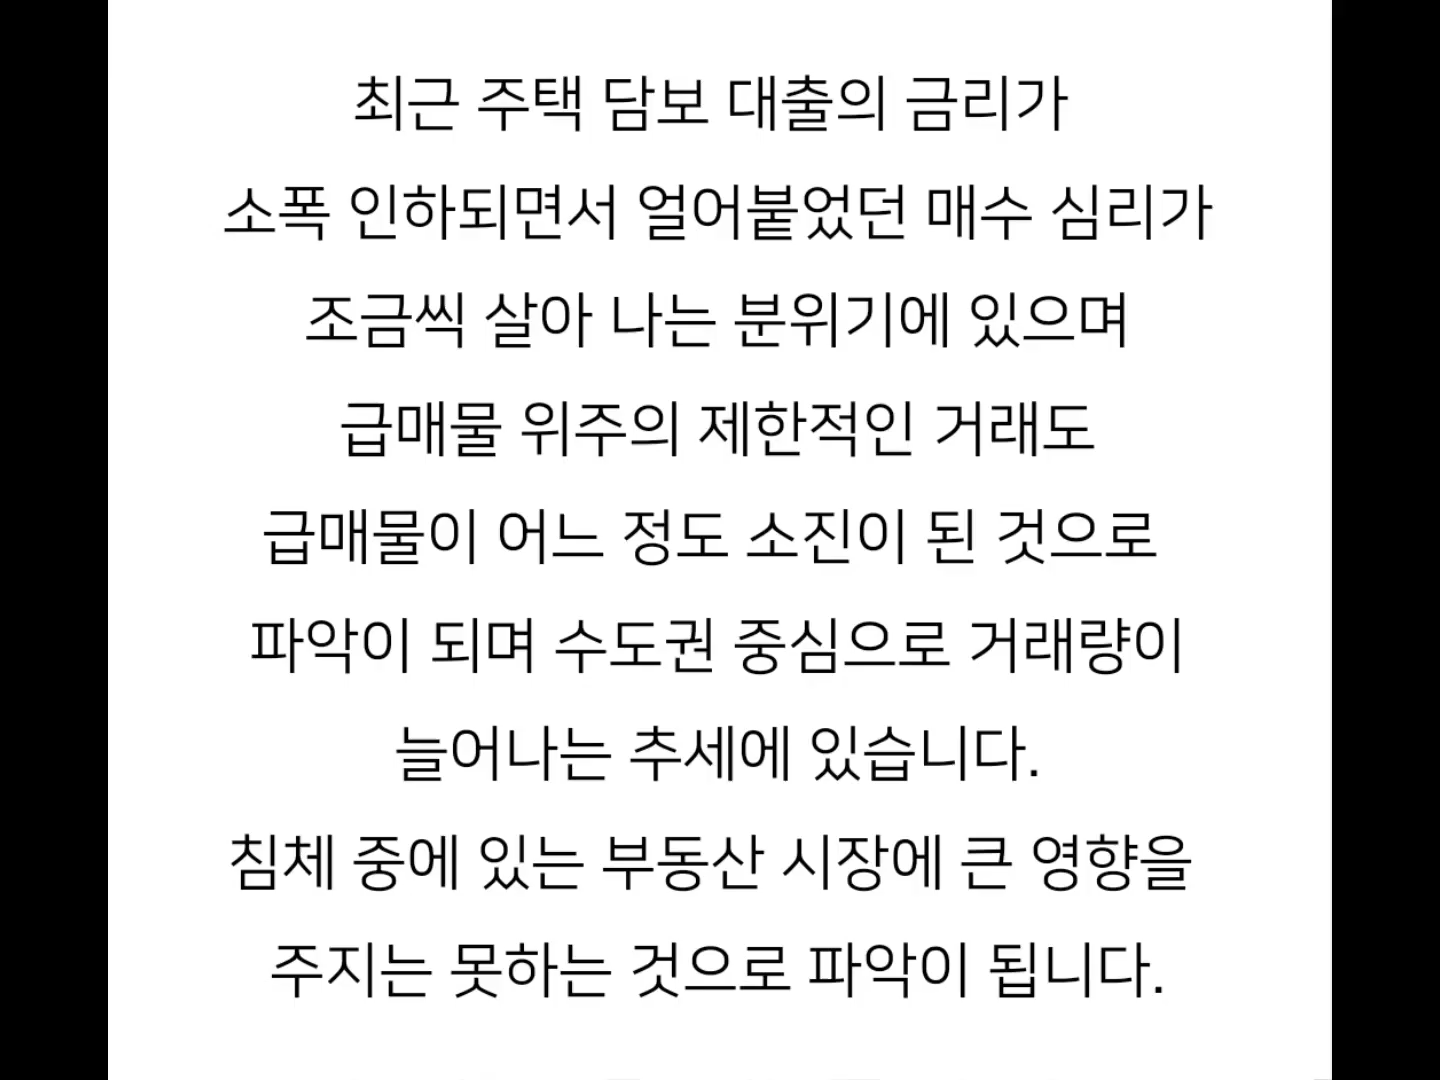 최근 주택 담보 대출의 금리가
소폭 인하되면서 얼어붙었던 매수 심리가
조금씩 살아 나는 분위기에 있으며
급매물 위주의 제한적인 거래도
급매물이 어느 정도 소진이 된 것으로
파악이 되며 수도권 중심으로 거래량이
늘어나는 추세에 있습니다.
침체 중에 있는 부동산 시장에 큰 영향을
주지는 못하는 것으로 파악이 됩니다.